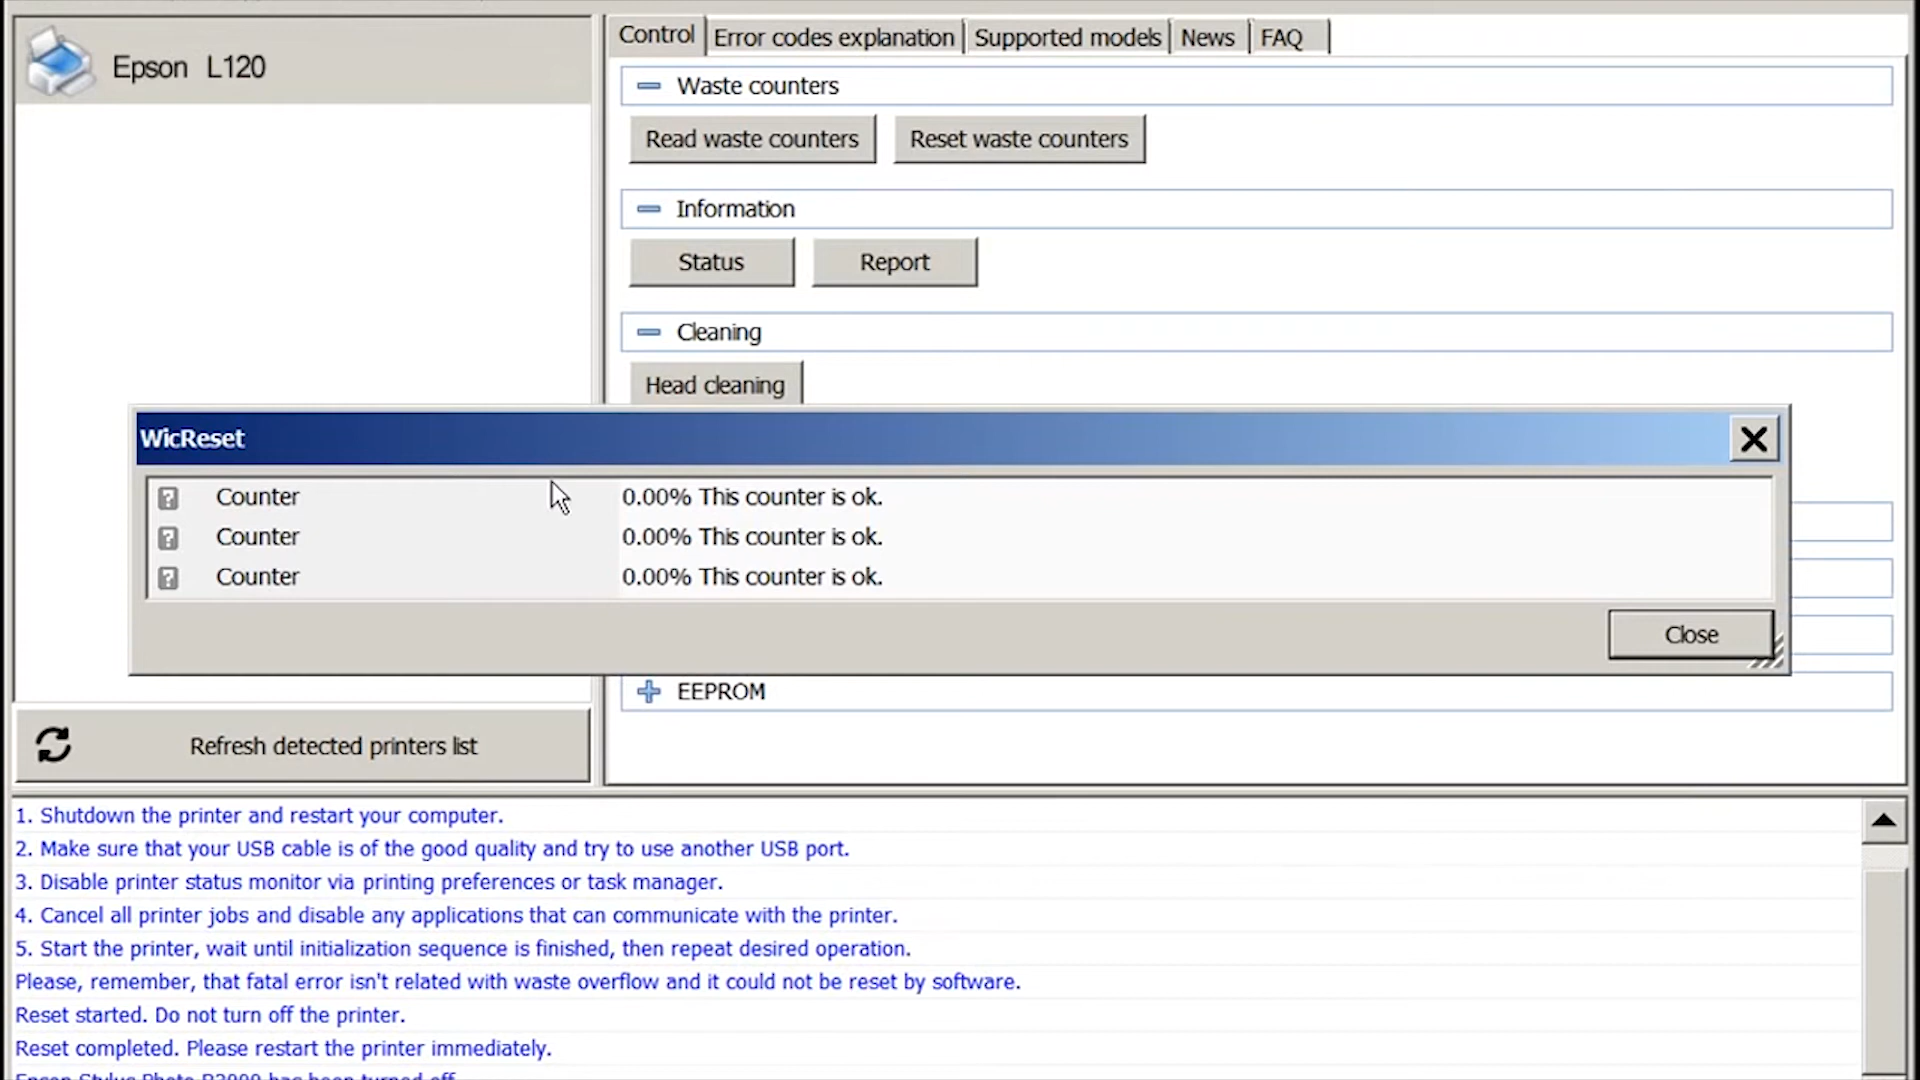 Epson L120
Control
Error codes explanation
Supported models
News
FAQ
Waste counters
Read waste counters
Reset waste counters
Information
Status
Report
Cleaning
Head cleaning
WicReset
Counter 0.00% This counter is ok.
Counter 0.00% This counter is ok.
Counter 0.00% This counter is ok.
Close
EEPROM
Refresh detected printers list
1. Shutdown the printer and restart your computer.
2. Make sure that your USB cable is of the good quality and try to use another USB port.
3. Disable printer status monitor via printing preferences or task manager.
4. Cancel all printer jobs and disable any applications that can communicate with the printer.
5. Start the printer, wait until initialization sequence is finished, then repeat desired operation.
Please, remember, that fatal error isn't related with waste overflow and it could not be reset by software.
Reset started. Do not turn off the printer.
Reset completed. Please restart the printer immediately.
Epson Stylus Photo has been turned off